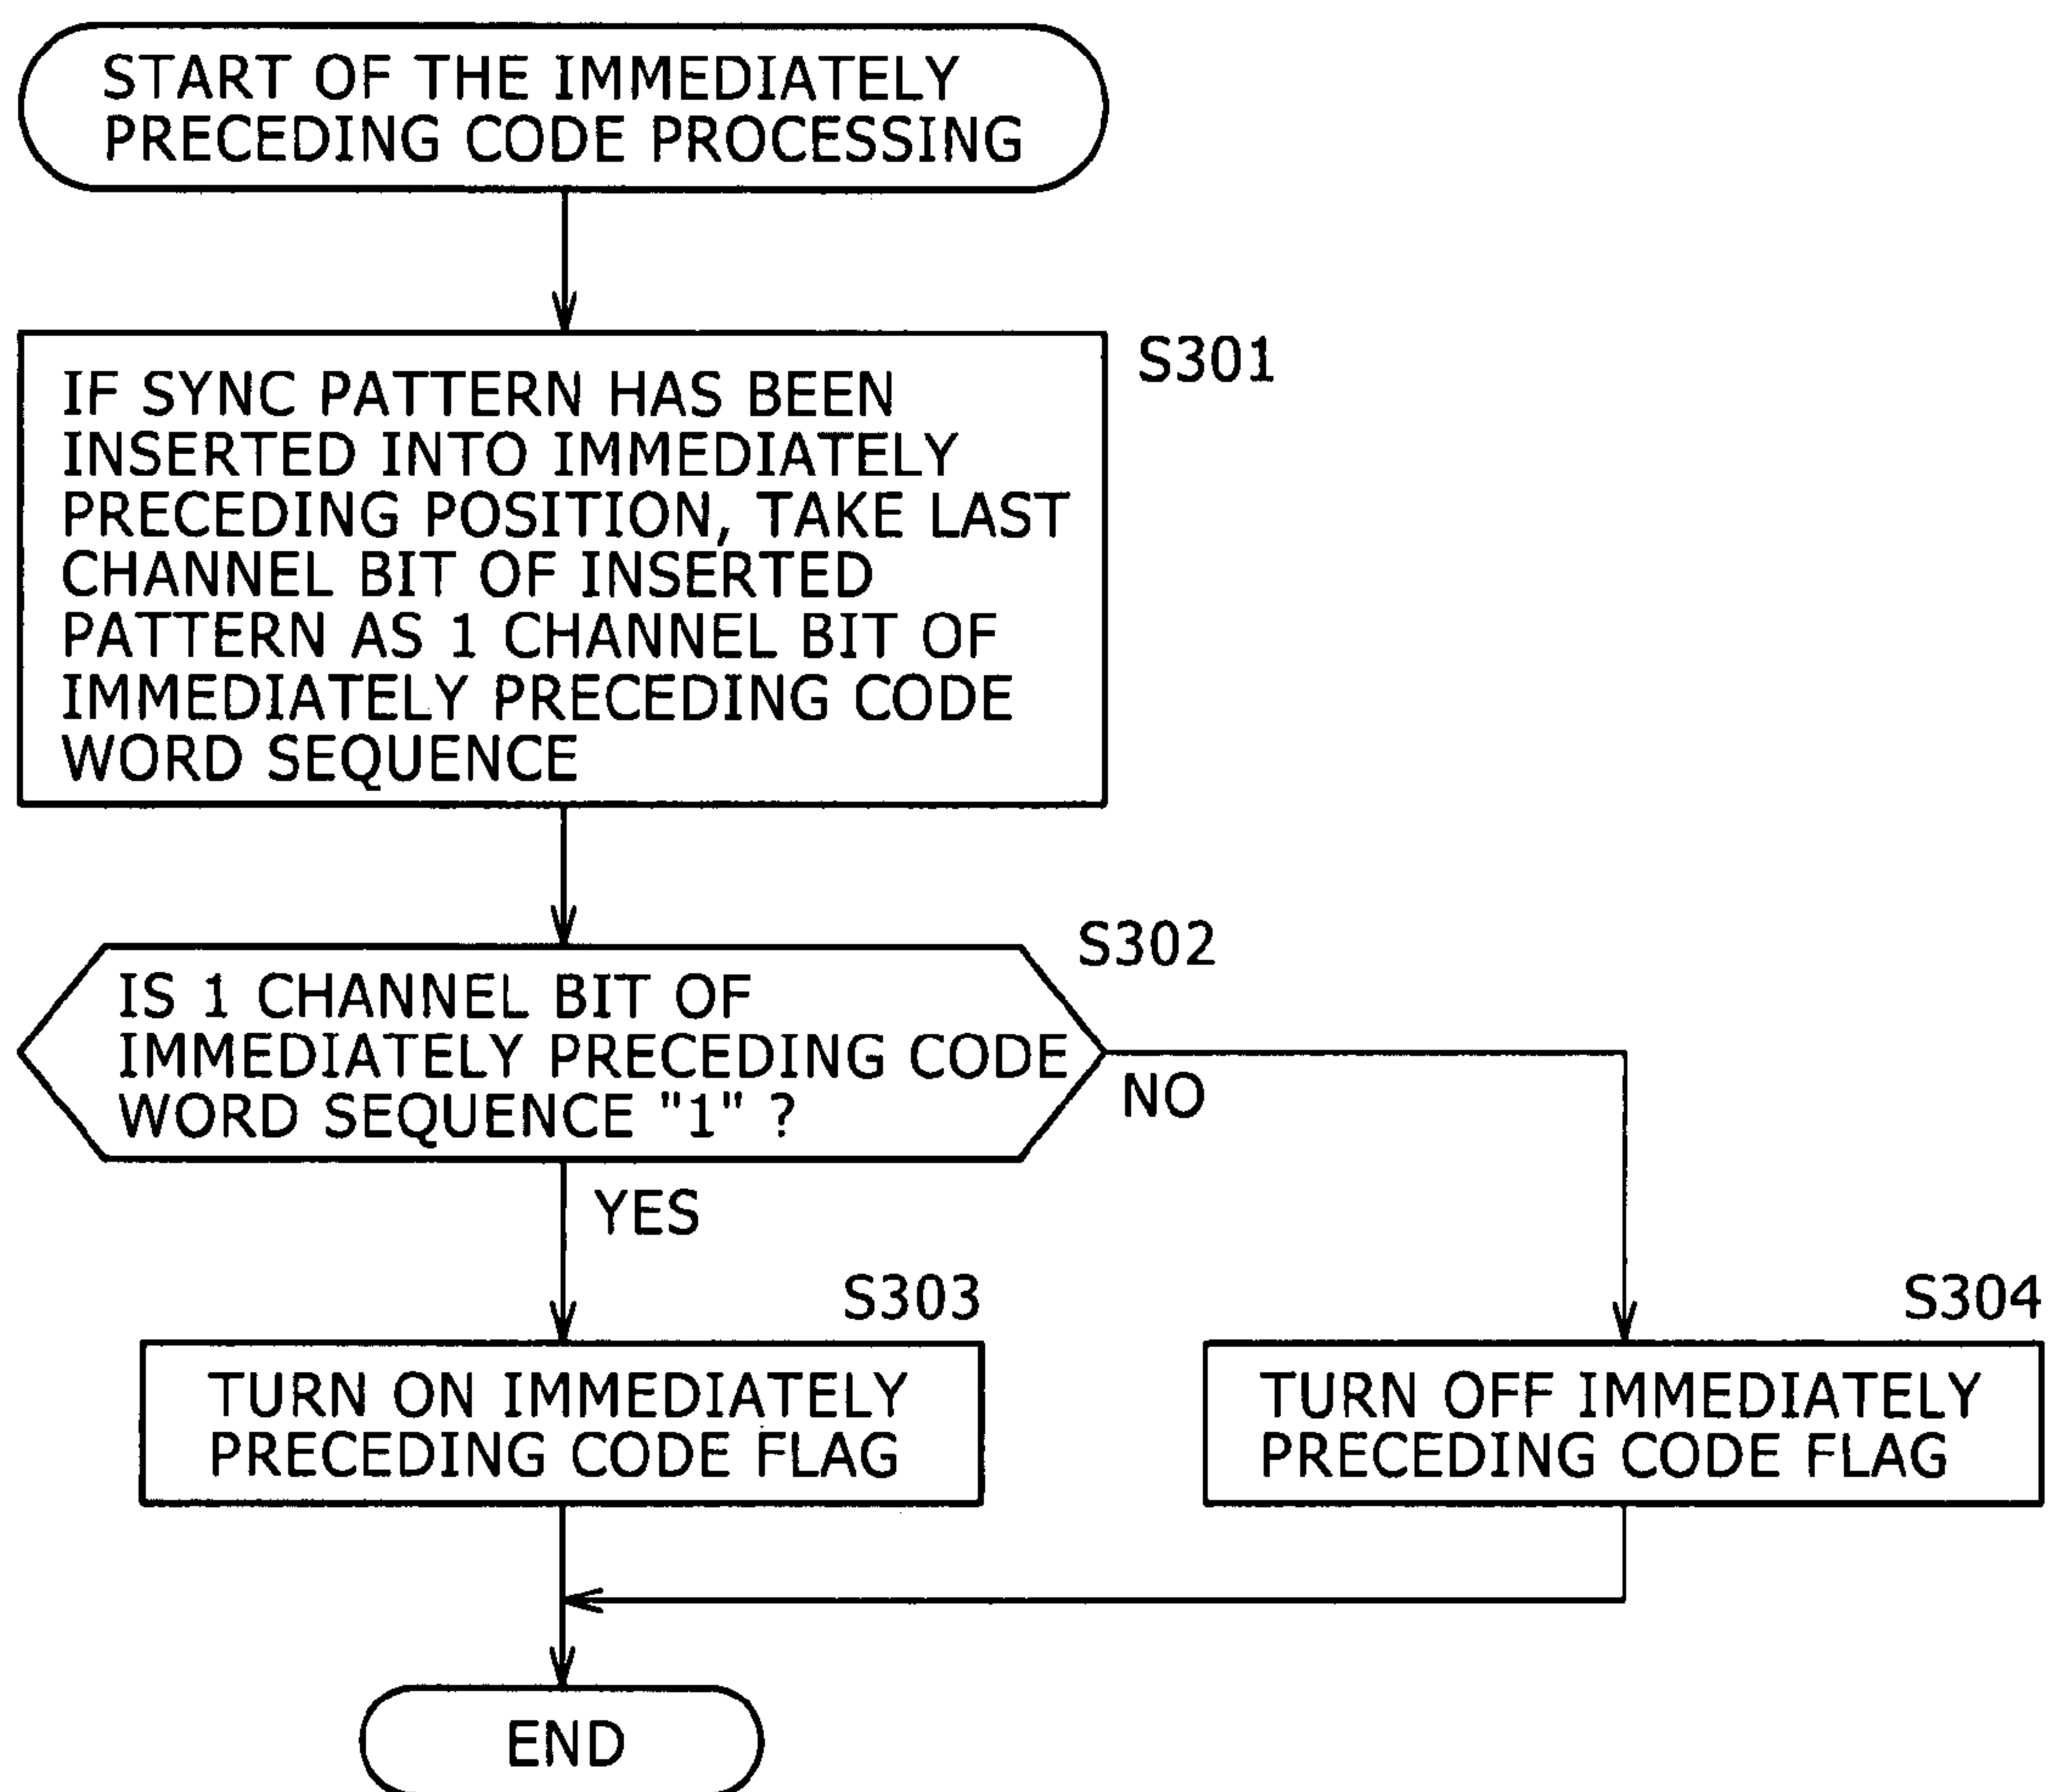 START OF THE IMMEDIATELY
PRECEDING CODE PROCESSING
S301
IF SYNC PATTERN HAS BEEN
INSERTED INTO IMMEDIATELY
PRECEDING POSITION, TAKE LAST
CHANNEL BIT OF INSERTED
PATTERN AS 1 CHANNEL BIT OF
IMMEDIATELY PRECEDING CODE
WORD SEQUENCE
S302
IS 1 CHANNEL BIT OF
IMMEDIATELY PRECEDING CODE
WORD SEQUENCE "1" ?
NO
YES
S303
TURN ON IMMEDIATELY
PRECEDING CODE FLAG
S304
TURN OFF IMMEDIATELY
PRECEDING CODE FLAG
END